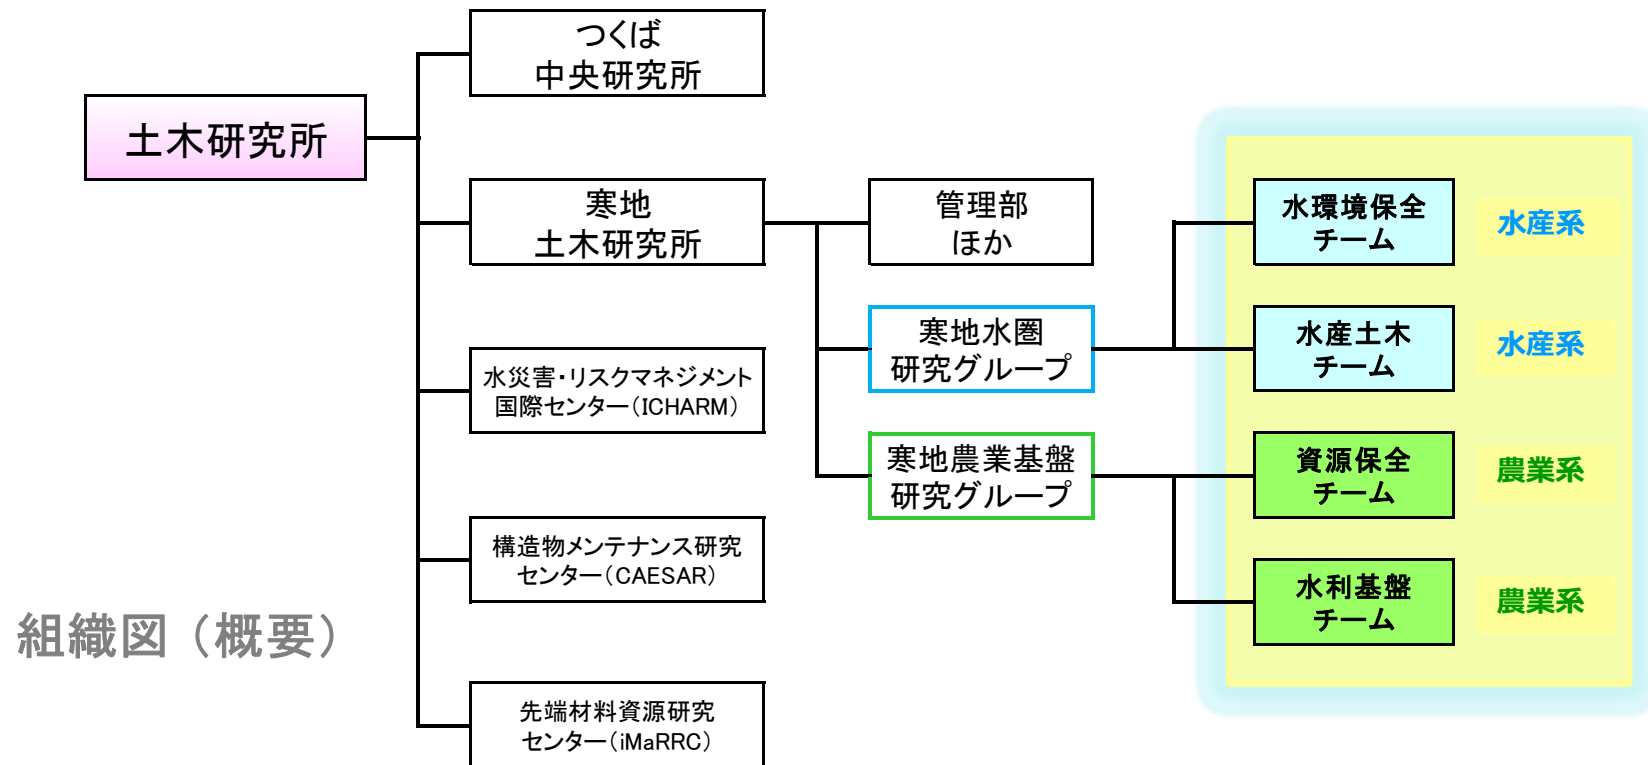 つくば
中央研究所
土木研究所
寒地
土木研究所
管理部
ほか
水環境保全
チーム
水産系
寒地水圏
研究グループ
水産土木
チーム
水産系
水災害・リスクマネジメント
国際センター（ICHARM）
寒地農業基盤
研究グループ
資源保全
チーム
農業系
構造物メンテナンス研究
センター（CAESAR）
水利基盤
チーム
農業系
組織図（概要）
先端材料資源研究
センター（iMaRRC）